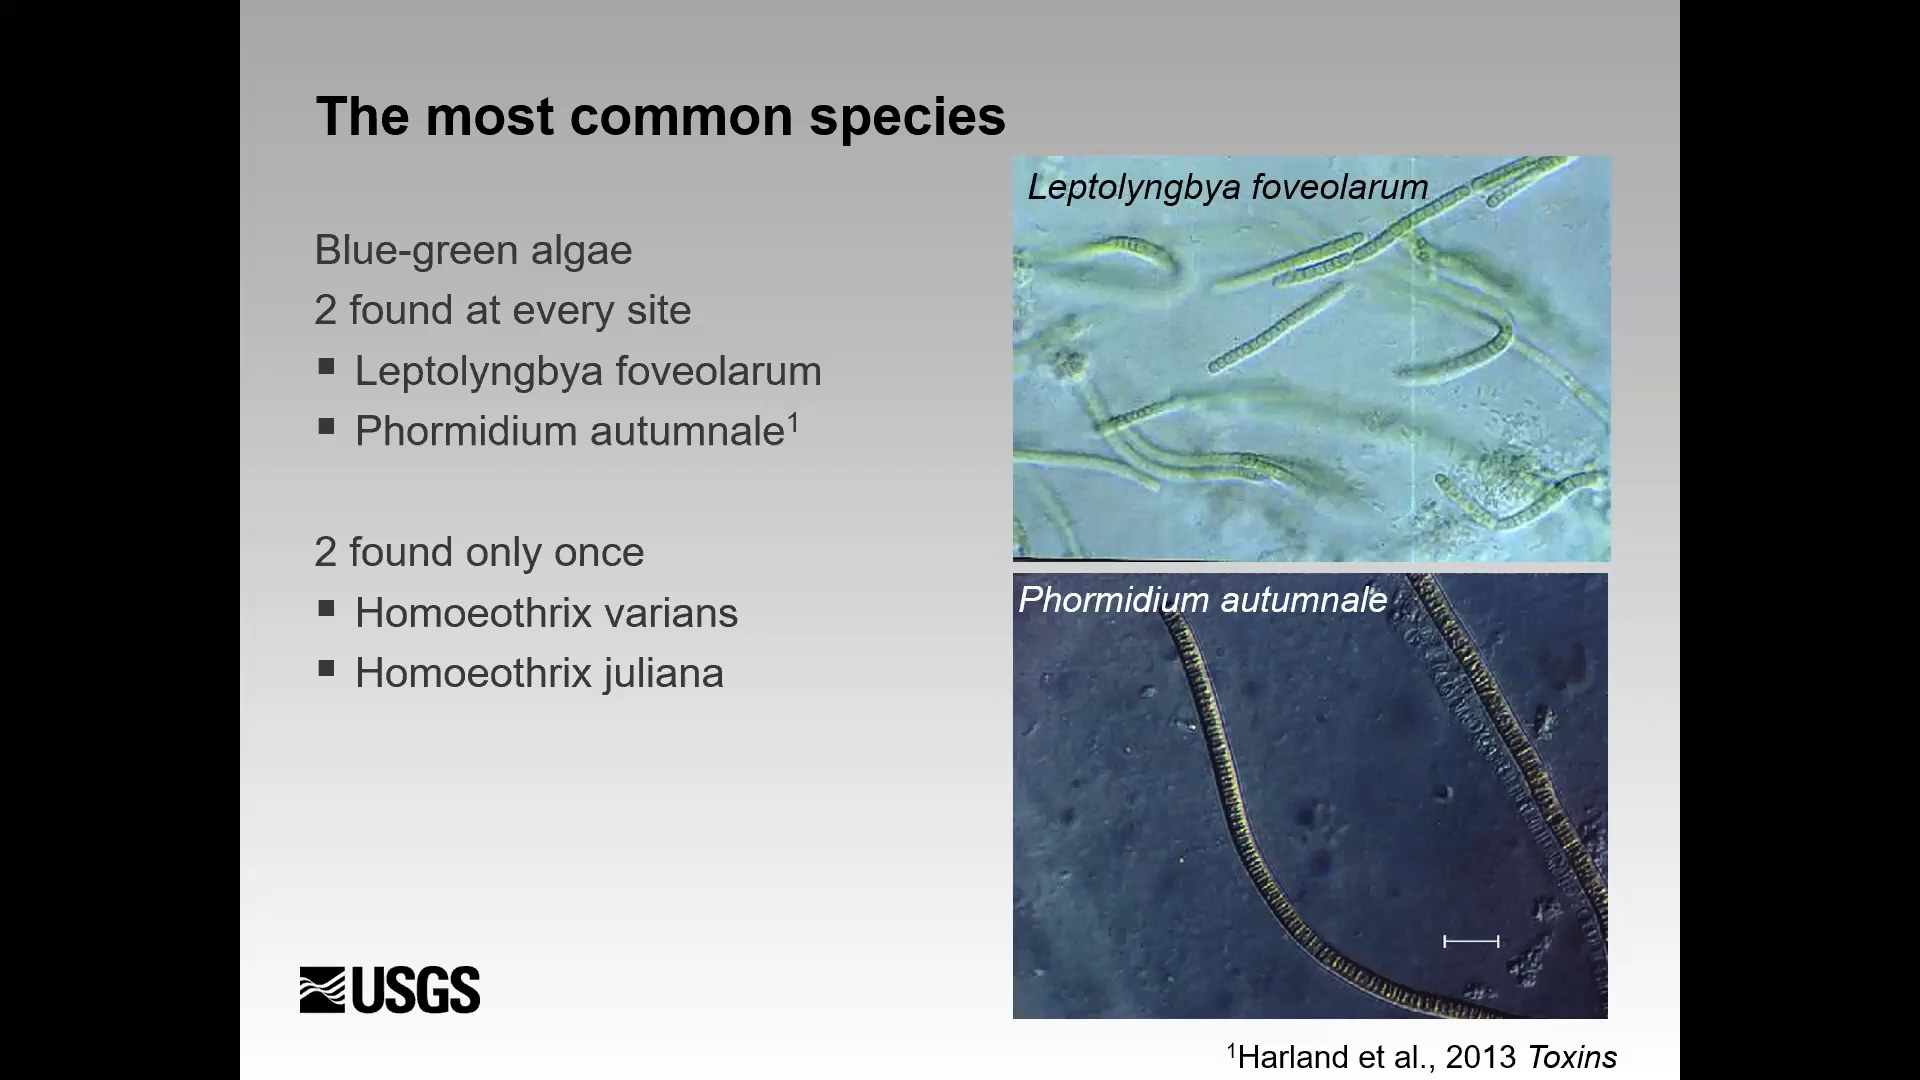 The most common species
Blue-green algae
2 found at every site
▪ Leptolyngbya foveolarum
▪ Phormidium autumnale¹
2 found only once
▪ Homoeothrix varians
▪ Homoeothrix juliana
Leptolyngbya foveolarum
Phormidium autumnale
USGS
¹Harland et al., 2013 Toxins